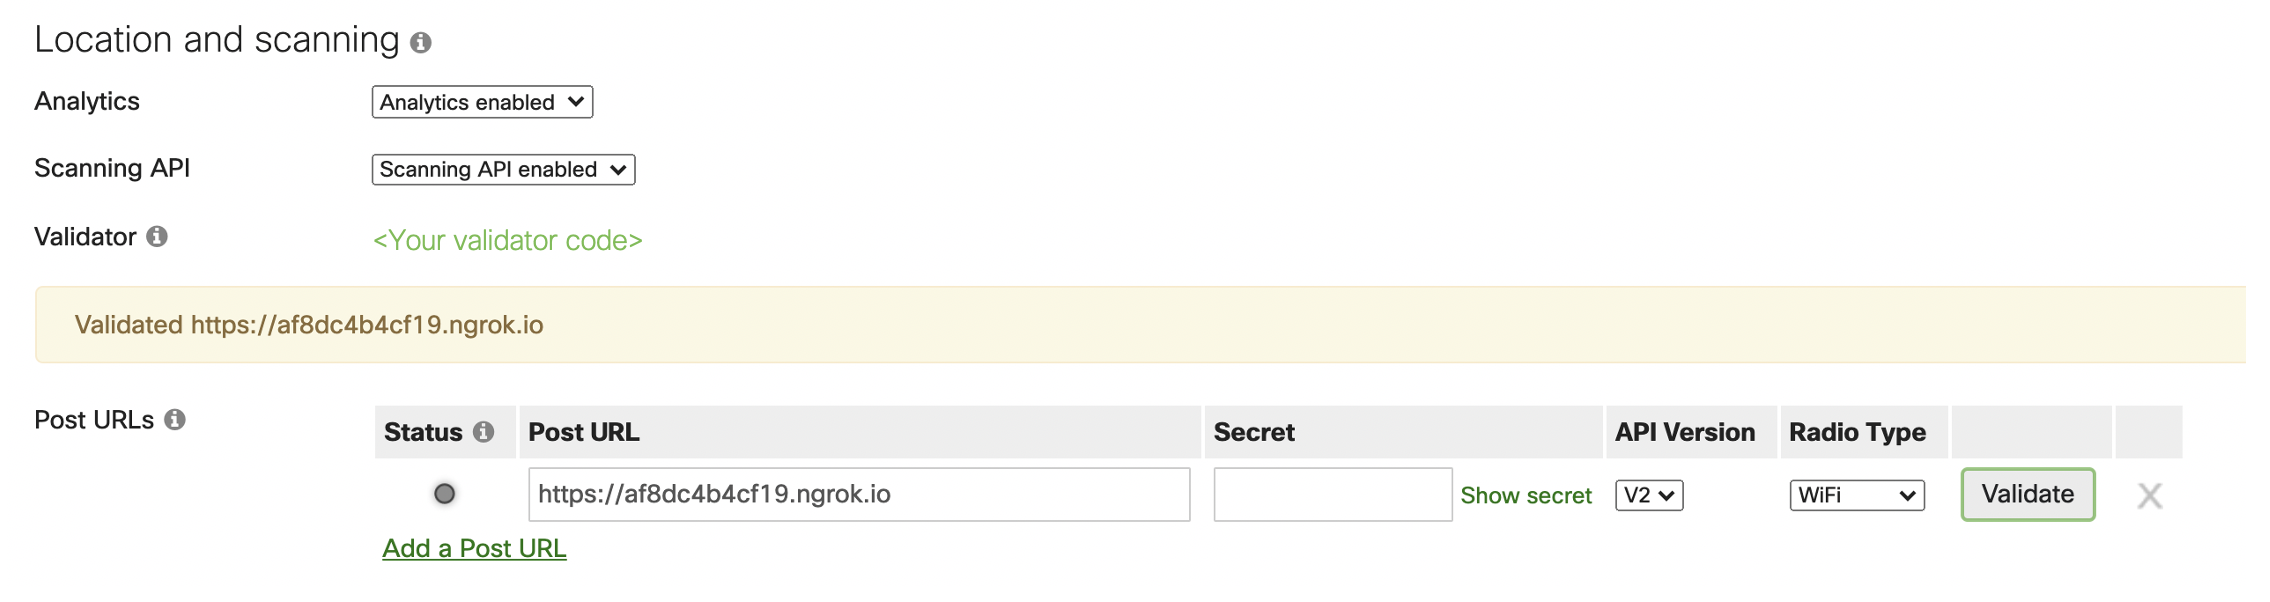 Location and scanning
Analytics Analytics enabled
Scanning API Scanning API enabled
Validator <Your validator code>
Validated https://af8dc4b4cf19.ngrok.io
Post URLs Status Post URL Secret API Version Radio Type
https://af8dc4b4cf19.ngrok.io Show secret V2 WiFi Validate X
Add a Post URL